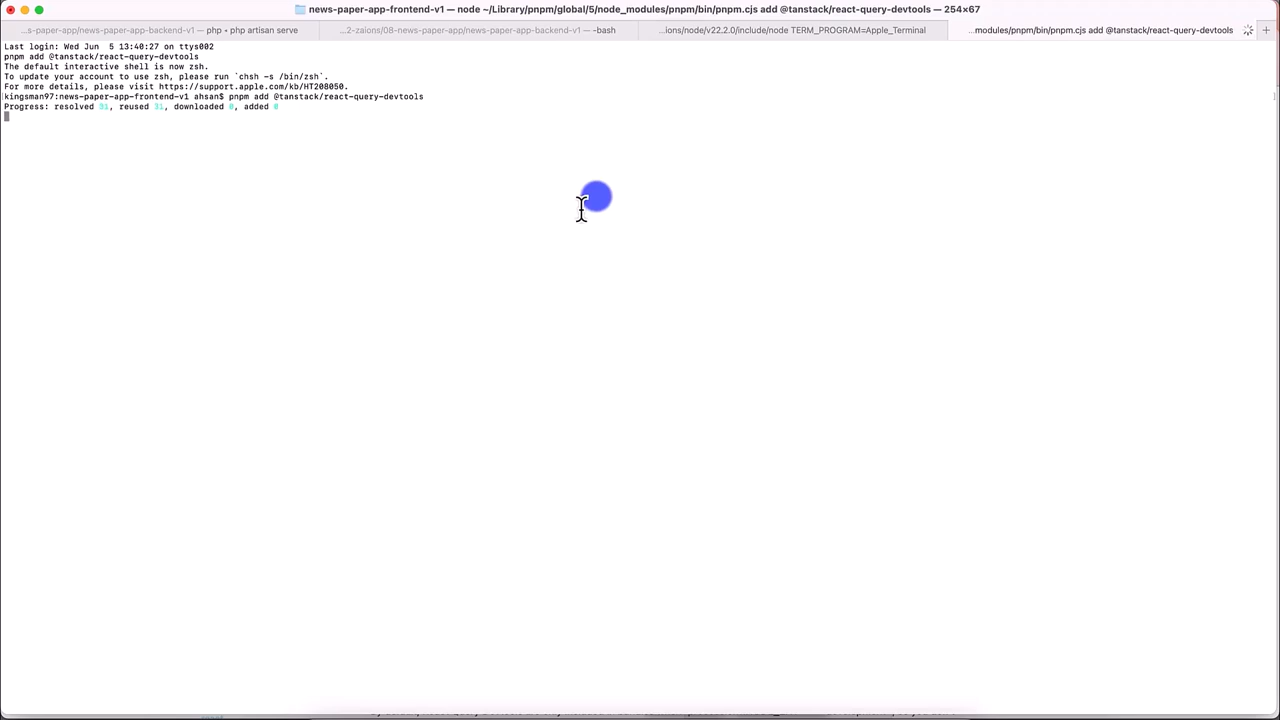 news-paper-app-frontend-v1 — node ~/Library/pnpm/global/5/node_modules/pnpm/bin/pnpm.cjs add @tanstack/react-query-devtools — 254×67
...s-paper-app/news-paper-app-backend-v1 — php • php artisan serve
...2-zaions/08-news-paper-app/news-paper-app-backend-v1 — -bash
...ions/node/v22.2.0/include/node TERM_PROGRAM=Apple_Terminal
...modules/pnpm/bin/pnpm.cjs add @tanstack/react-query-devtools
Last login: Wed Jun  5 13:40:27 on ttys002
pnpm add @tanstack/react-query-devtools
The default interactive shell is now zsh.
To update your account to use zsh, please run `chsh -s /bin/zsh`.
For more details, please visit https://support.apple.com/kb/HT208050.
kingsman97:news-paper-app-frontend-v1 ahsan$ pnpm add @tanstack/react-query-devtools
Progress: resolved 31, reused 31, downloaded 0, added 0